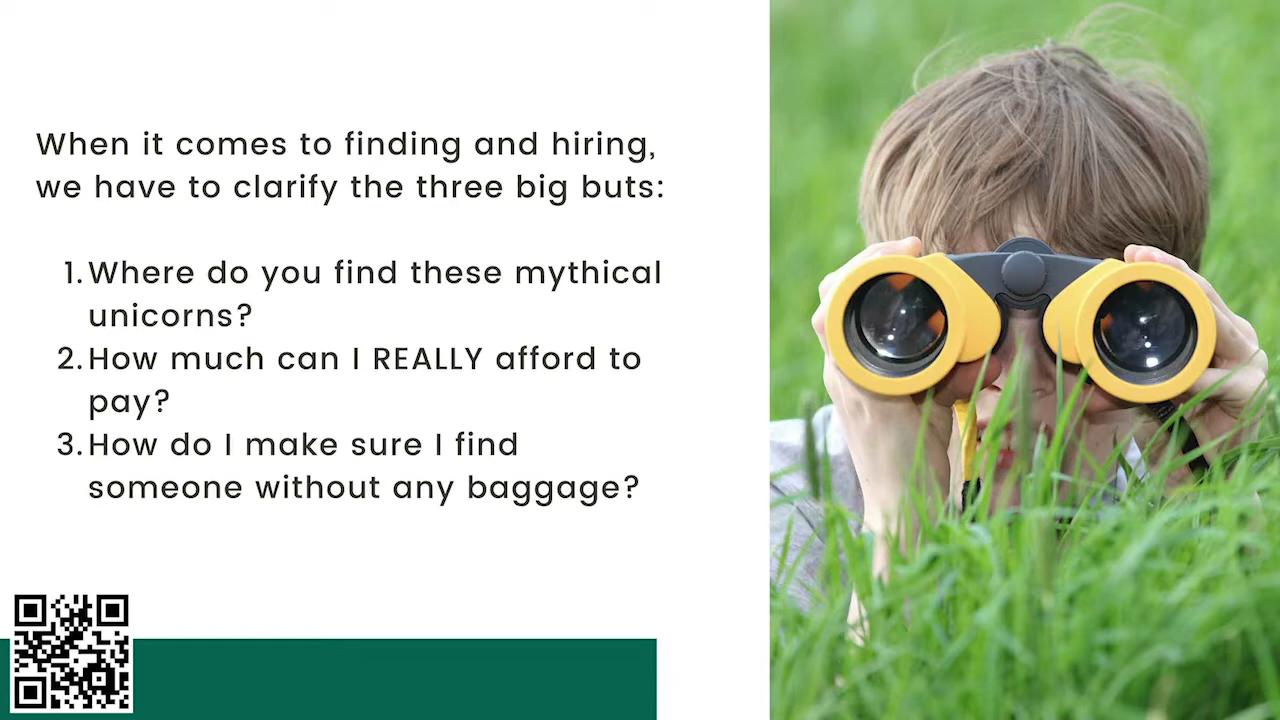 When it comes to finding and hiring,
we have to clarify the three big buts:
1. Where do you find these mythical
unicorns?
2. How much can I REALLY afford to
pay?
3. How do I make sure I find
someone without any baggage?